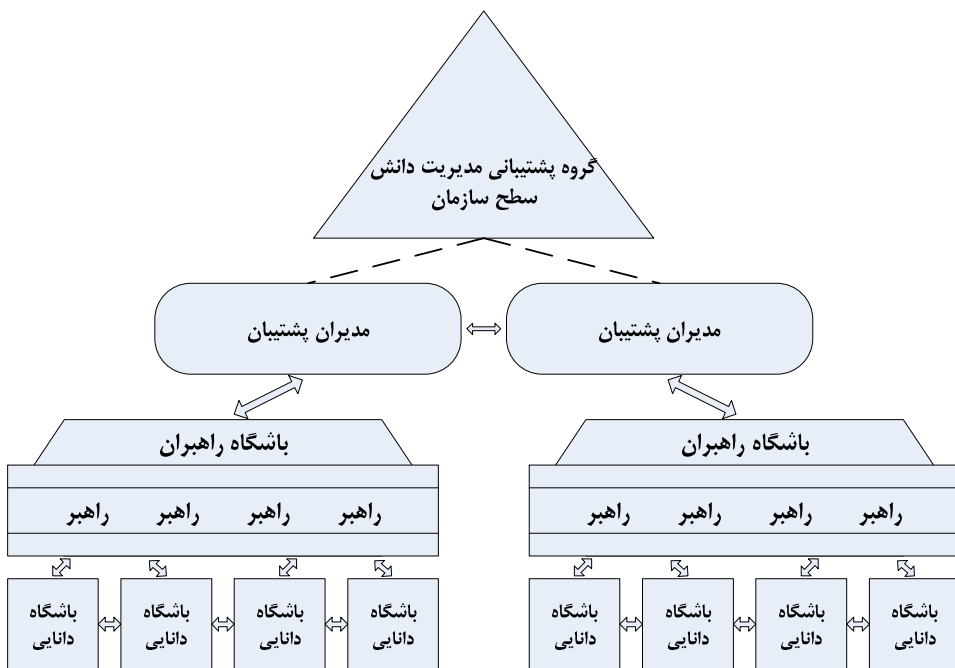 گروه پشتیبانی مدیریت دانش
سطح سازمان
مدیران پشتیبان
مدیران پشتیبان
باشگاه راهبران
باشگاه راهبران
راهبر
راهبر
راهبر
راهبر
راهبر
راهبر
راهبر
راهبر
باشگاه
دانایی
باشگاه
دانایی
باشگاه
دانایی
باشگاه
دانایی
باشگاه
دانایی
باشگاه
دانایی
باشگاه
دانایی
باشگاه
دانایی